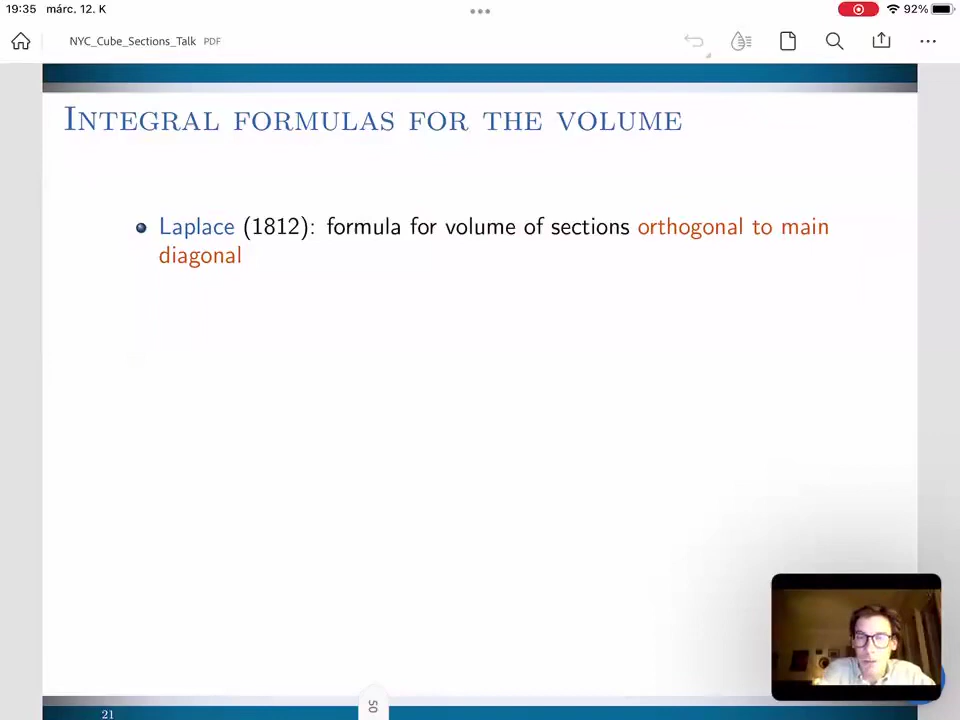 19:35 márc. 12. K
92%
NYC_Cube_Sections_Talk PDF
INTEGRAL FORMULAS FOR THE VOLUME
Laplace (1812): formula for volume of sections orthogonal to main
diagonal
50
21